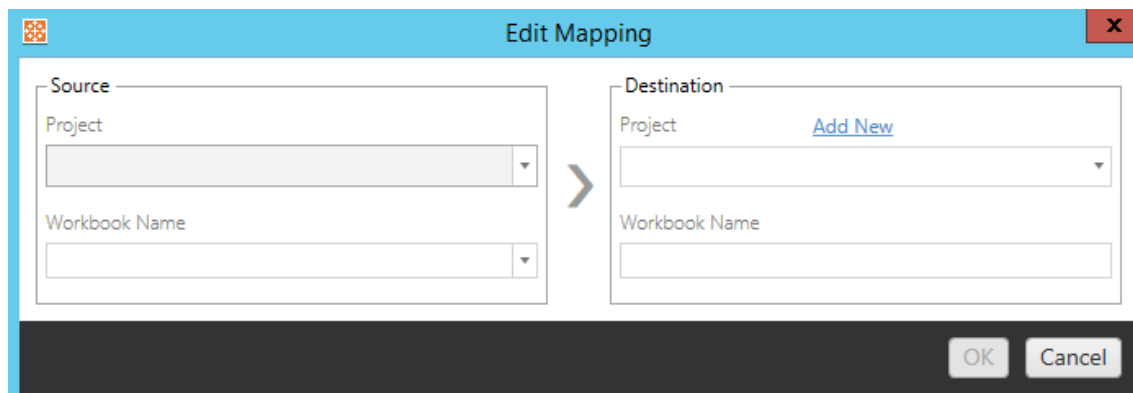 Edit Mapping
x
Source
Project
Workbook Name
Destination
Project Add New
Workbook Name
OK Cancel